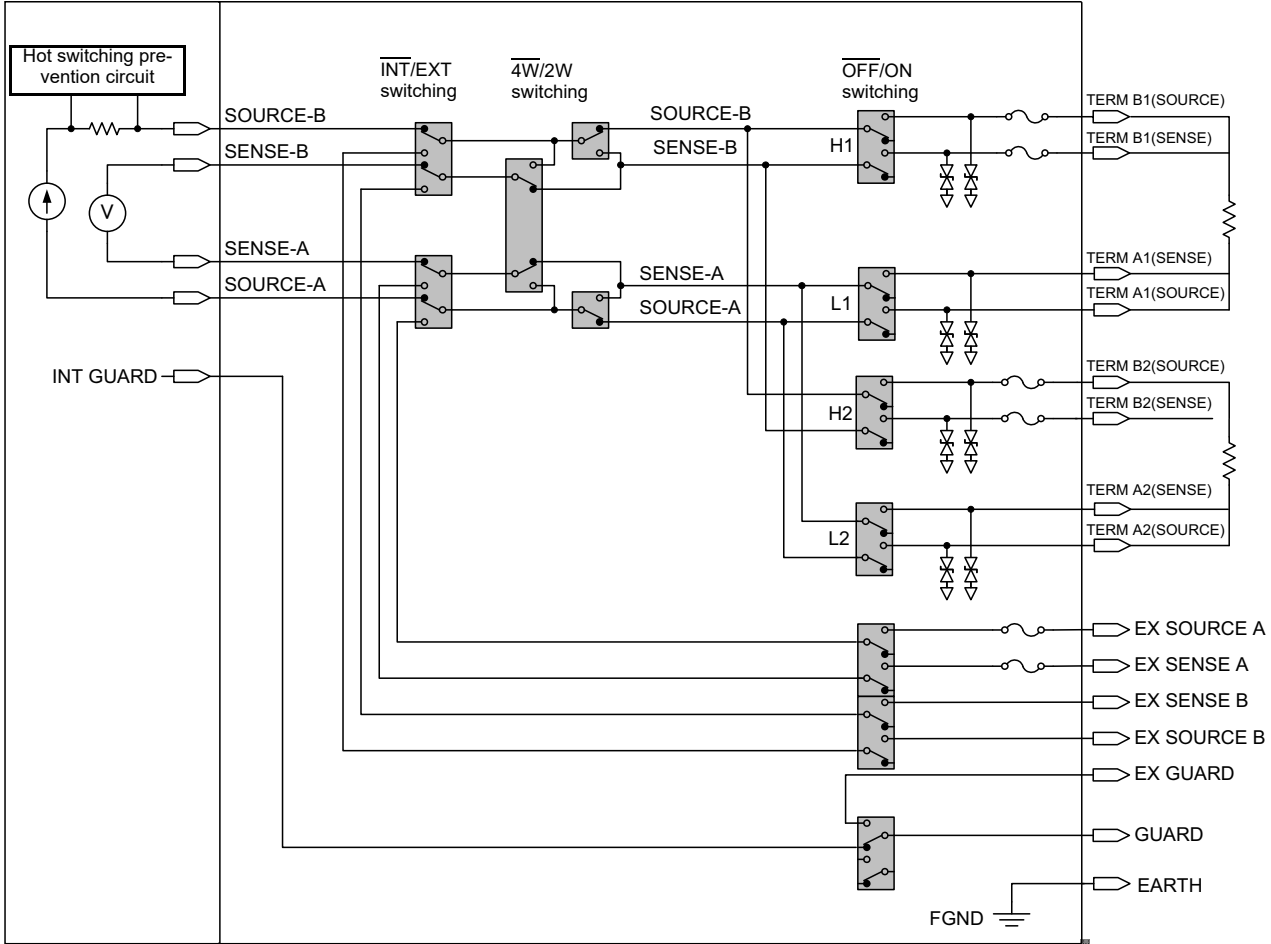 Hot switching pre-
vention circuit
INT/EXT
switching
4W/2W
switching
OFF/ON
switching
SOURCE-B
SENSE-B
SENSE-A
SOURCE-A
V
INT GUARD
SOURCE-B
SENSE-B
SENSE-A
SOURCE-A
H1
L1
H2
L2
TERM B1(SOURCE)
TERM B1(SENSE)
TERM A1(SENSE)
TERM A1(SOURCE)
TERM B2(SOURCE)
TERM B2(SENSE)
TERM A2(SENSE)
TERM A2(SOURCE)
EX SOURCE A
EX SENSE A
EX SENSE B
EX SOURCE B
EX GUARD
GUARD
EARTH
FGND